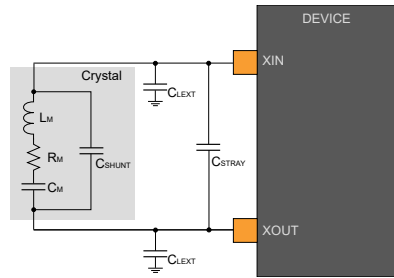 DEVICE
XIN
Crystal
CLEXT
LM
RM
CSHUNT
CSTRAY
CM
XOUT
CLEXT